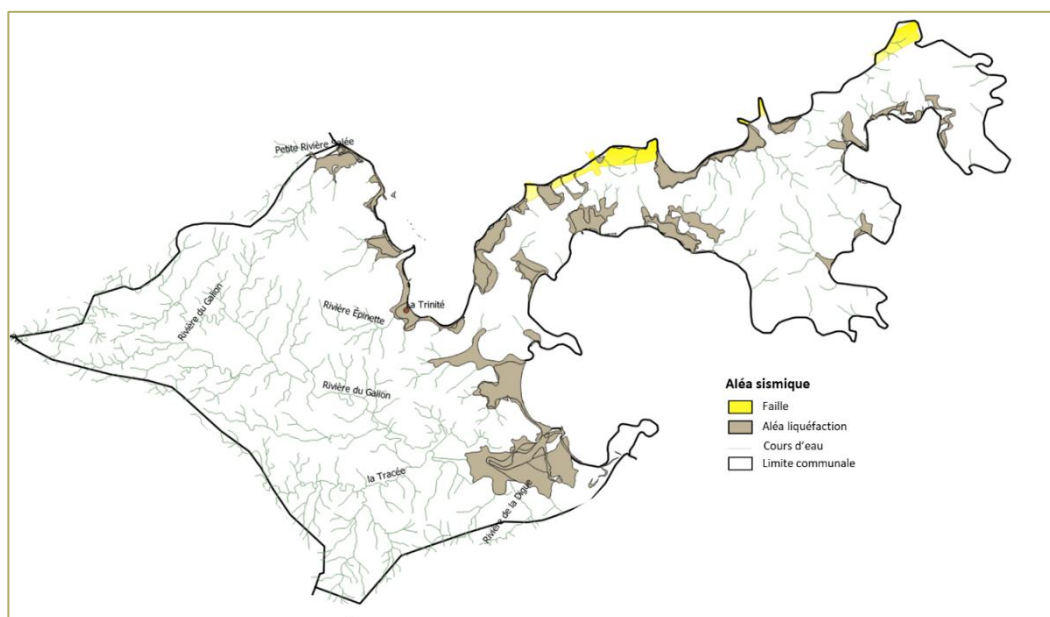 Petite Rivière Salée
La Trinité
Rivière Épinette
Rivière du Galion
Rivière du Galion
la Tracée
Rivière de la Digue
Aléa sismique
Faille
Aléa liquéfaction
Cours d'eau
Limite communale